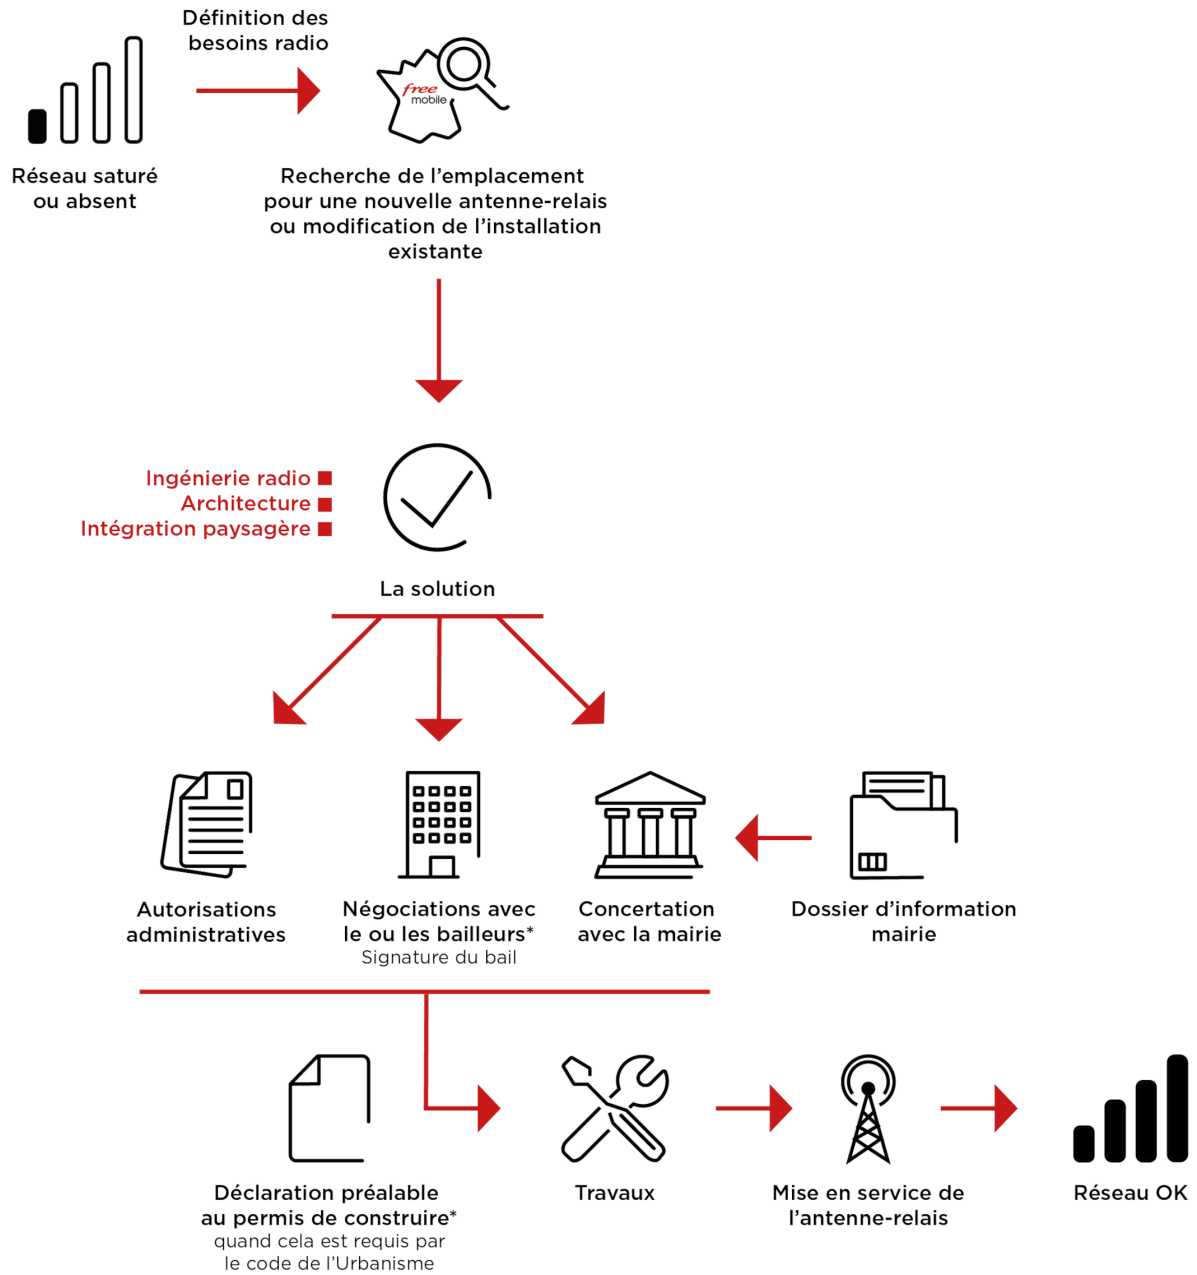 Définition des
besoins radio
free
mobile
Réseau saturé
ou absent
Recherche de l'emplacement
pour une nouvelle antenne-relais
ou modification de l'installation
existante
Ingénierie radio
Architecture
Intégration paysagère
La solution
Autorisations
administratives
Négociations avec
le ou les bailleurs*
Signature du bail
Concertation
avec la mairie
Dossier d'information
mairie
Déclaration préalable
au permis de construire*
quand cela est requis par
le code de l'Urbanisme
Travaux
Mise en service de
l'antenne-relais
Réseau OK